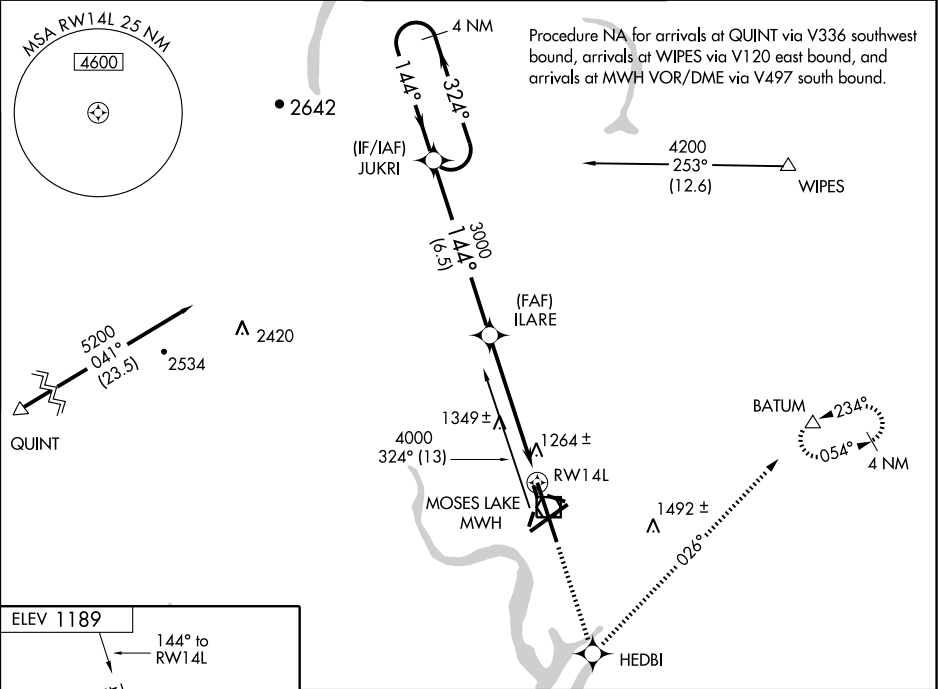 MSA RW14L 25 NM
4600
2642
4 NM
144°
324°
(IF/IAF)
JUKRI
Procedure NA for arrivals at QUINT via V336 southwest
bound, arrivals at WIPES via V120 east bound, and
arrivals at MWH VOR/DME via V497 south bound.
4200
253°
(12.6)
WIPES
3000
144°
(6.5)
(FAF)
ILARE
5200
041°
(23.5)
2534
2420
QUINT
1349 ±
4000
324° (13)
1264 ±
RW14L
MOSES LAKE
MWH
BATUM
234°
054°
4 NM
1492 ±
026°
HEDBI
ELEV 1189
144° to
RW14L